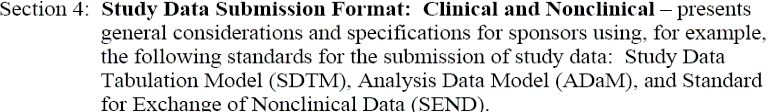 Section 4: Study Data Submission Format: Clinical and Nonclinical – presents
general considerations and specifications for sponsors using, for example,
the following standards for the submission of study data: Study Data
Tabulation Model (SDTM), Analysis Data Model (ADaM), and Standard
for Exchange of Nonclinical Data (SEND).